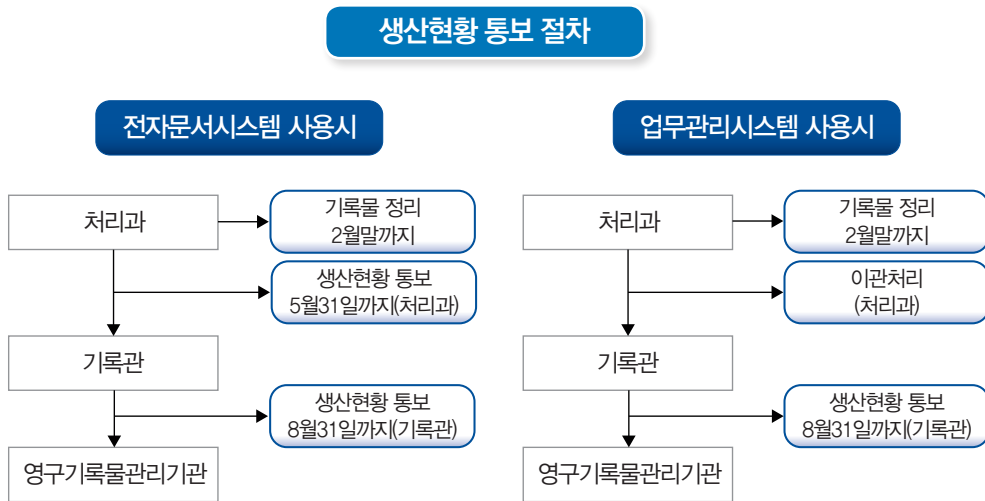 생산현황 통보 절차
전자문서시스템 사용시
처리과
기록물 정리
2월말까지
생산현황 통보
5월31일까지(처리과)
기록관
생산현황 통보
8월31일까지(기록관)
영구기록물관리기관
업무관리시스템 사용시
처리과
기록물 정리
2월말까지
이관처리
(처리과)
기록관
생산현황 통보
8월31일까지(기록관)
영구기록물관리기관